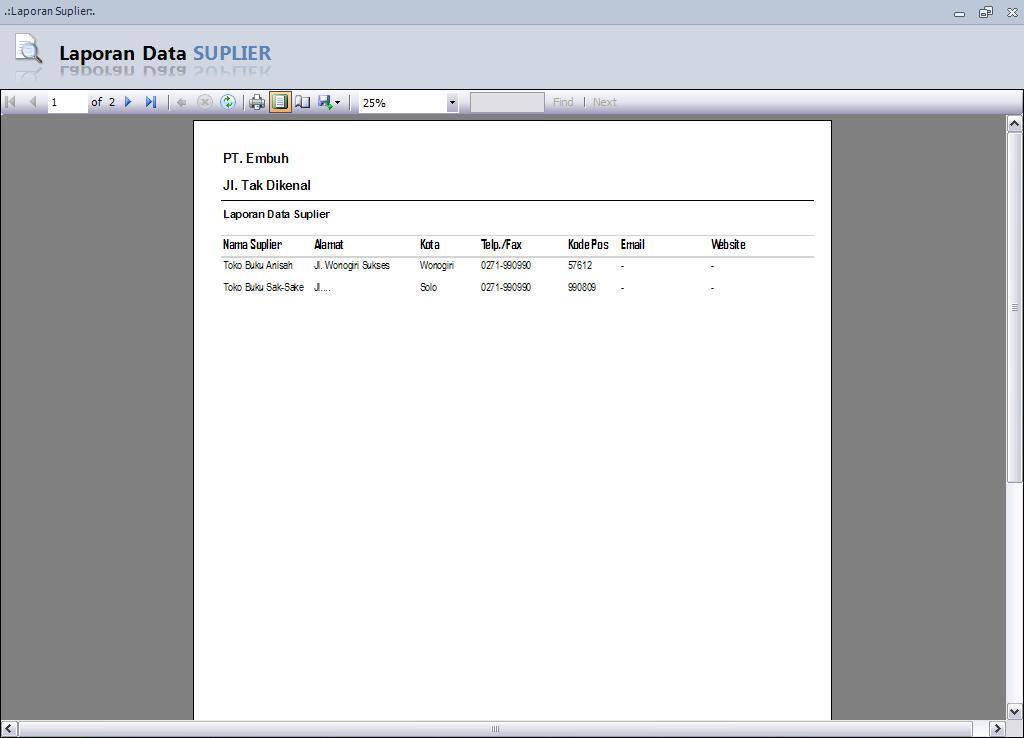 .:Laporan Suplier:.
Laporan Data SUPLIER
1 of 2 25% Find | Next
PT. Embuh
Jl. Tak Dikenal
Laporan Data Suplier
Nama Suplier Alamat Kota Telp./Fax Kode Pos Email Website
Toko Buku Anisah Jl. Wonogiri Sukses Wonogiri 0271-990990 57612 - -
Toko Buku Sak-Sake Jl.... Solo 0271-990990 990809 - -